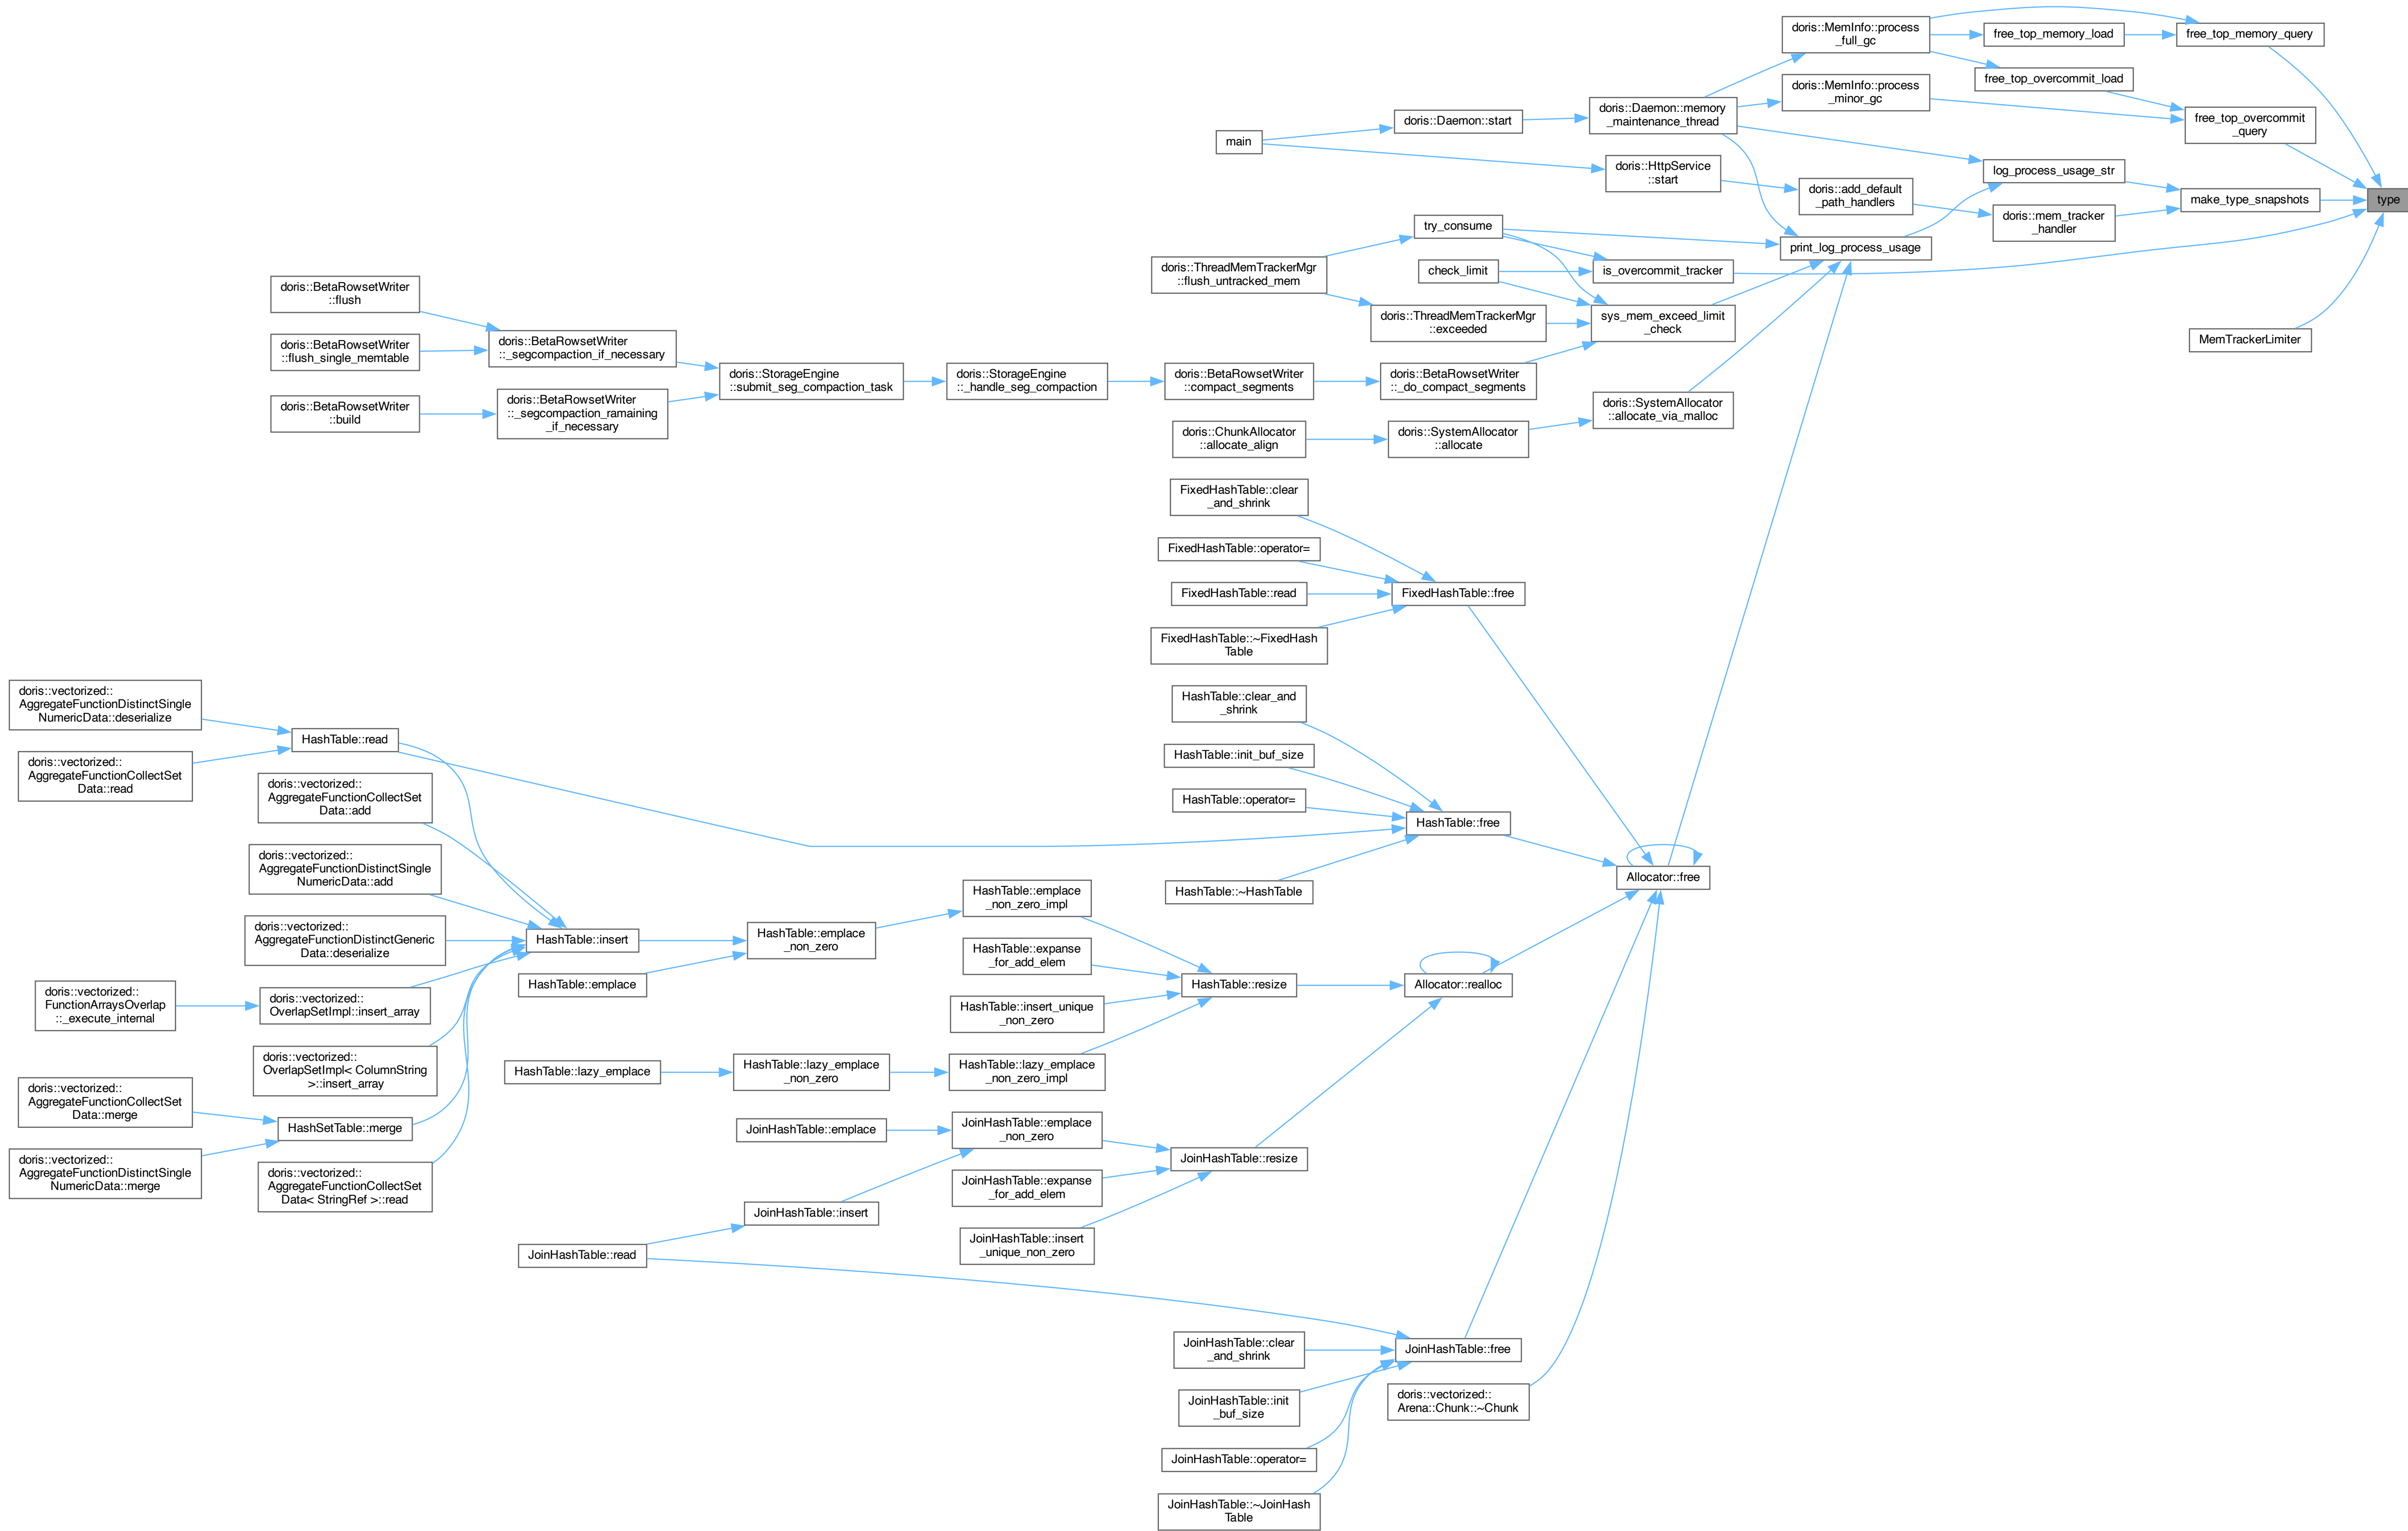 doris::MemInfo::process
_full_gc
free_top_memory_load
free_top_memory_query
free_top_overcommit_load
doris::MemInfo::process
_minor_gc
doris::Daemon::memory
_maintenance_thread
doris::Daemon::start
main
free_top_overcommit
_query
doris::HttpService
::start
log_process_usage_str
doris::add_default
_path_handlers
make_type_snapshots
type
doris::mem_tracker
_handler
try_consume
print_log_process_usage
doris::ThreadMemTrackerMgr
::flush_untracked_mem
check_limit
is_overcommit_tracker
doris::ThreadMemTrackerMgr
::exceeded
sys_mem_exceed_limit
_check
MemTrackerLimiter
doris::BetaRowsetWriter
::flush
doris::BetaRowsetWriter
::flush_single_memtable
doris::BetaRowsetWriter
::_segcompaction_if_necessary
doris::StorageEngine
::submit_seg_compaction_task
doris::StorageEngine
::_handle_seg_compaction
doris::BetaRowsetWriter
::compact_segments
doris::BetaRowsetWriter
::_do_compact_segments
doris::BetaRowsetWriter
::build
doris::BetaRowsetWriter
::_segcompaction_ramaining
_if_necessary
doris::SystemAllocator
::allocate_via_malloc
doris::ChunkAllocator
::allocate_align
doris::SystemAllocator
::allocate
FixedHashTable::clear
_and_shrink
FixedHashTable::operator=
FixedHashTable::read
FixedHashTable::free
FixedHashTable::~FixedHash
Table
doris::vectorized::
AggregateFunctionDistinctSingle
NumericData::deserialize
HashTable::clear_and
_shrink
HashTable::read
doris::vectorized::
AggregateFunctionCollectSet
Data::read
HashTable::init_buf_size
doris::vectorized::
AggregateFunctionCollectSet
Data::add
HashTable::operator=
HashTable::free
doris::vectorized::
AggregateFunctionDistinctSingle
NumericData::add
HashTable::~HashTable
Allocator::free
HashTable::emplace
_non_zero_impl
doris::vectorized::
AggregateFunctionDistinctGeneric
Data::deserialize
HashTable::insert
HashTable::emplace
_non_zero
HashTable::expanse
_for_add_elem
HashTable::emplace
HashTable::resize
Allocator::realloc
doris::vectorized::
FunctionArraysOverlap
::_execute_internal
doris::vectorized::
OverlapSetImpl::insert_array
HashTable::insert_unique
_non_zero
doris::vectorized::
OverlapSetImpl< ColumnString
>::insert_array
HashTable::lazy_emplace
HashTable::lazy_emplace
_non_zero
HashTable::lazy_emplace
_non_zero_impl
doris::vectorized::
AggregateFunctionCollectSet
Data::merge
HashSetTable::merge
JoinHashTable::emplace
JoinHashTable::emplace
_non_zero
doris::vectorized::
AggregateFunctionDistinctSingle
NumericData::merge
doris::vectorized::
AggregateFunctionCollectSet
Data< StringRef >::read
JoinHashTable::resize
JoinHashTable::expanse
_for_add_elem
JoinHashTable::insert
JoinHashTable::insert
_unique_non_zero
JoinHashTable::read
JoinHashTable::clear
_and_shrink
JoinHashTable::free
JoinHashTable::init
_buf_size
doris::vectorized::
Arena::Chunk::~Chunk
JoinHashTable::operator=
JoinHashTable::~JoinHash
Table